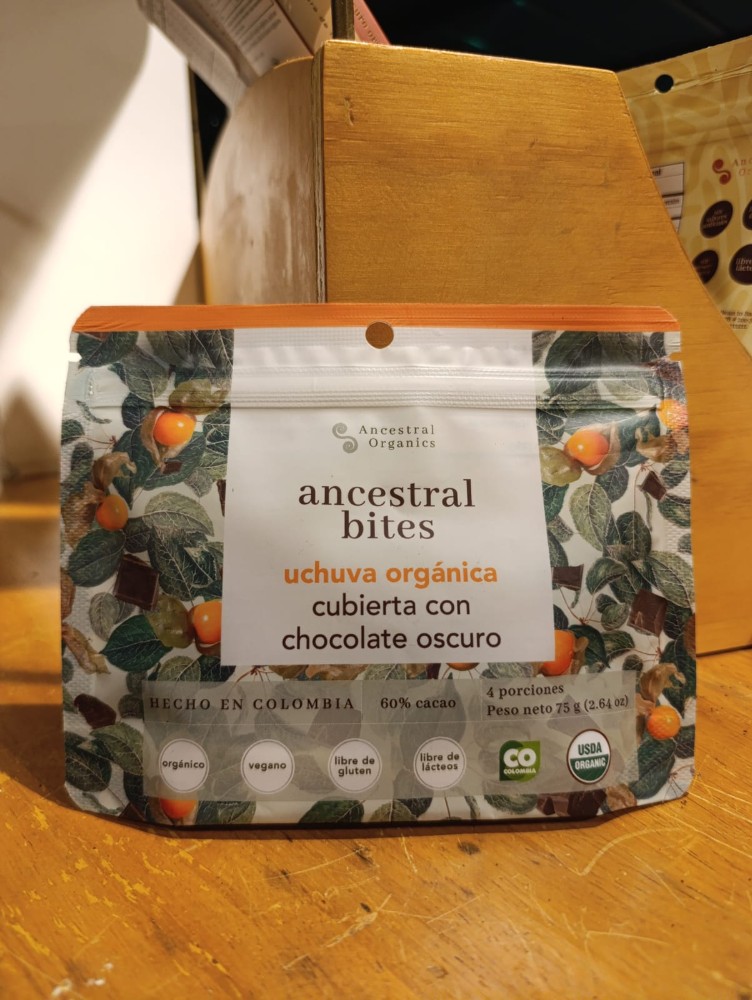 Ancestral
Organics
ancestral
bites
uchuva orgánica
cubierta con
chocolate oscuro
HECHO EN COLOMBIA
60% cacao
4 porciones
Peso neto 75 g (2.64 oz)
orgánico
vegano
libre de
gluten
libre de
lácteos
CO
COLOMBIA
USDA
ORGANIC